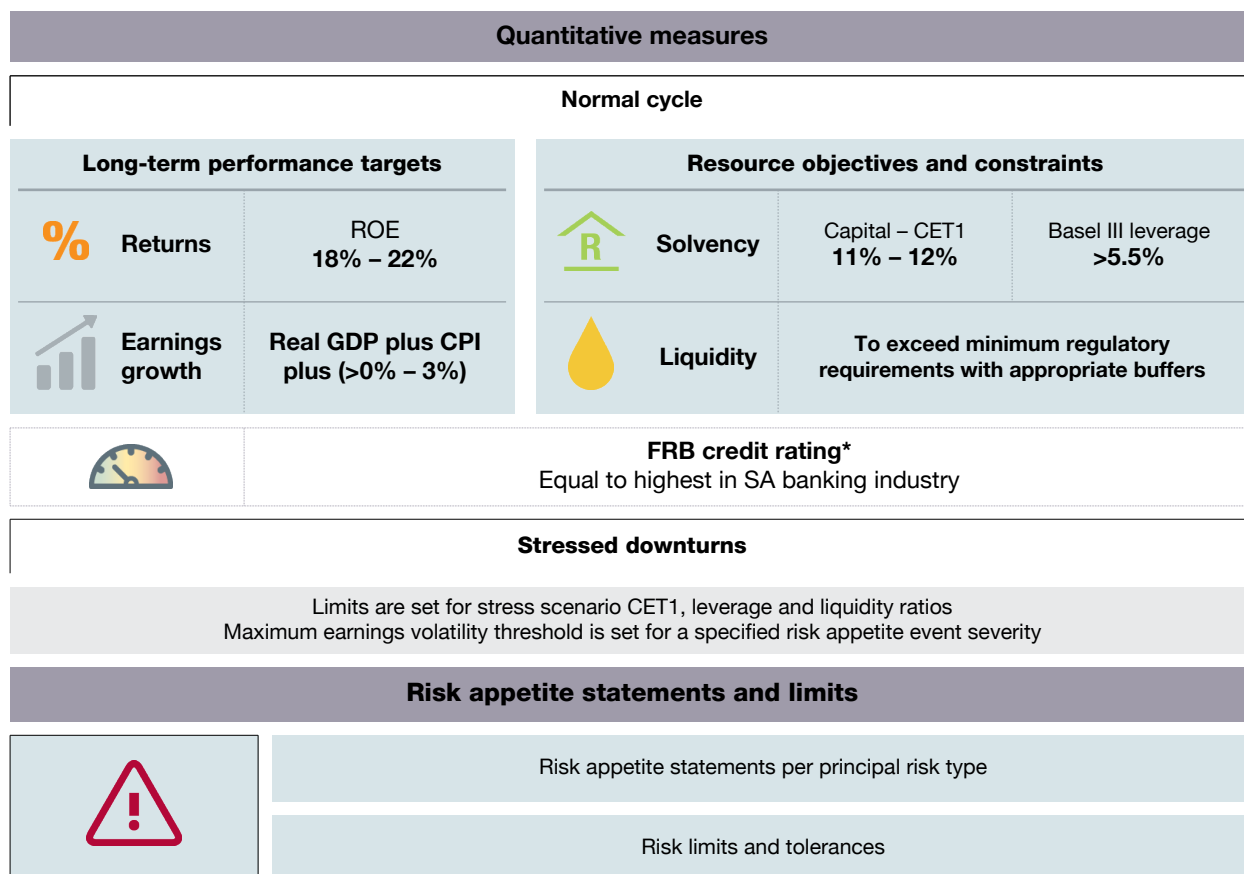 Quantitative measures
Normal cycle
Long-term performance targets
%
Returns
ROE
18% – 22%
Earnings
growth
Real GDP plus CPI
plus (>0% – 3%)
Resource objectives and constraints
R
Solvency
Capital – CET1
11% – 12%
Basel III leverage
>5.5%
Liquidity
To exceed minimum regulatory
requirements with appropriate buffers
FRB credit rating*
Equal to highest in SA banking industry
Stressed downturns
Limits are set for stress scenario CET1, leverage and liquidity ratios
Maximum earnings volatility threshold is set for a specified risk appetite event severity
Risk appetite statements and limits
!
Risk appetite statements per principal risk type
Risk limits and tolerances